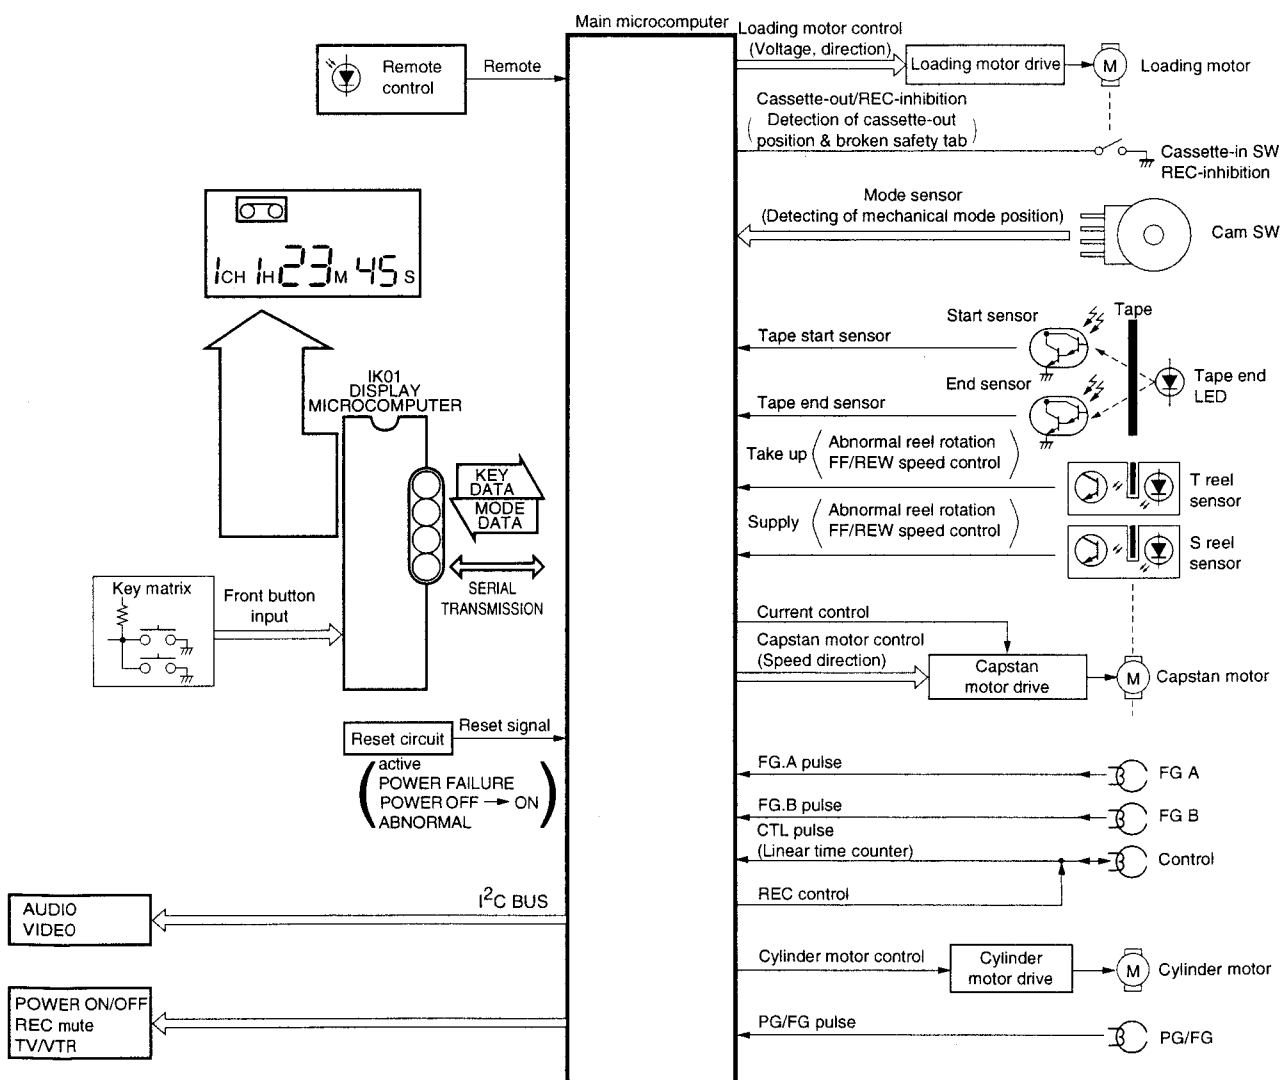 Main microcomputer
Remote
control
Remote
Loading motor control
(Voltage, direction)
Loading motor drive
M
Loading motor
Cassette-out/REC-inhibition
(Detection of cassette-out
position & broken safety tab)
Cassette-in SW
REC-inhibition
Mode sensor
(Detecting of mechanical mode position)
Cam SW
1CH 1H 23M 45S
Start sensor
Tape
Tape start sensor
End sensor
Tape end sensor
Tape end
LED
IK01
DISPLAY
MICROCOMPUTER
KEY
DATA
MODE
DATA
SERIAL
TRANSMISSION
Take up
(Abnormal reel rotation
FF/REW speed control)
T reel
sensor
Supply
(Abnormal reel rotation
FF/REW speed control)
S reel
sensor
Key matrix
Front button
input
Current control
Capstan motor control
(Speed direction)
Capstan
motor drive
M
Capstan motor
Reset circuit
Reset signal
(active
POWER FAILURE
POWER OFF → ON
ABNORMAL)
FG.A pulse
FG A
FG.B pulse
FG B
CTL pulse
(Linear time counter)
Control
REC control
I²C BUS
AUDIO
VIDEO
Cylinder motor control
Cylinder
motor drive
M
Cylinder motor
POWER ON/OFF
REC mute
TV/VTR
PG/FG pulse
PG/FG